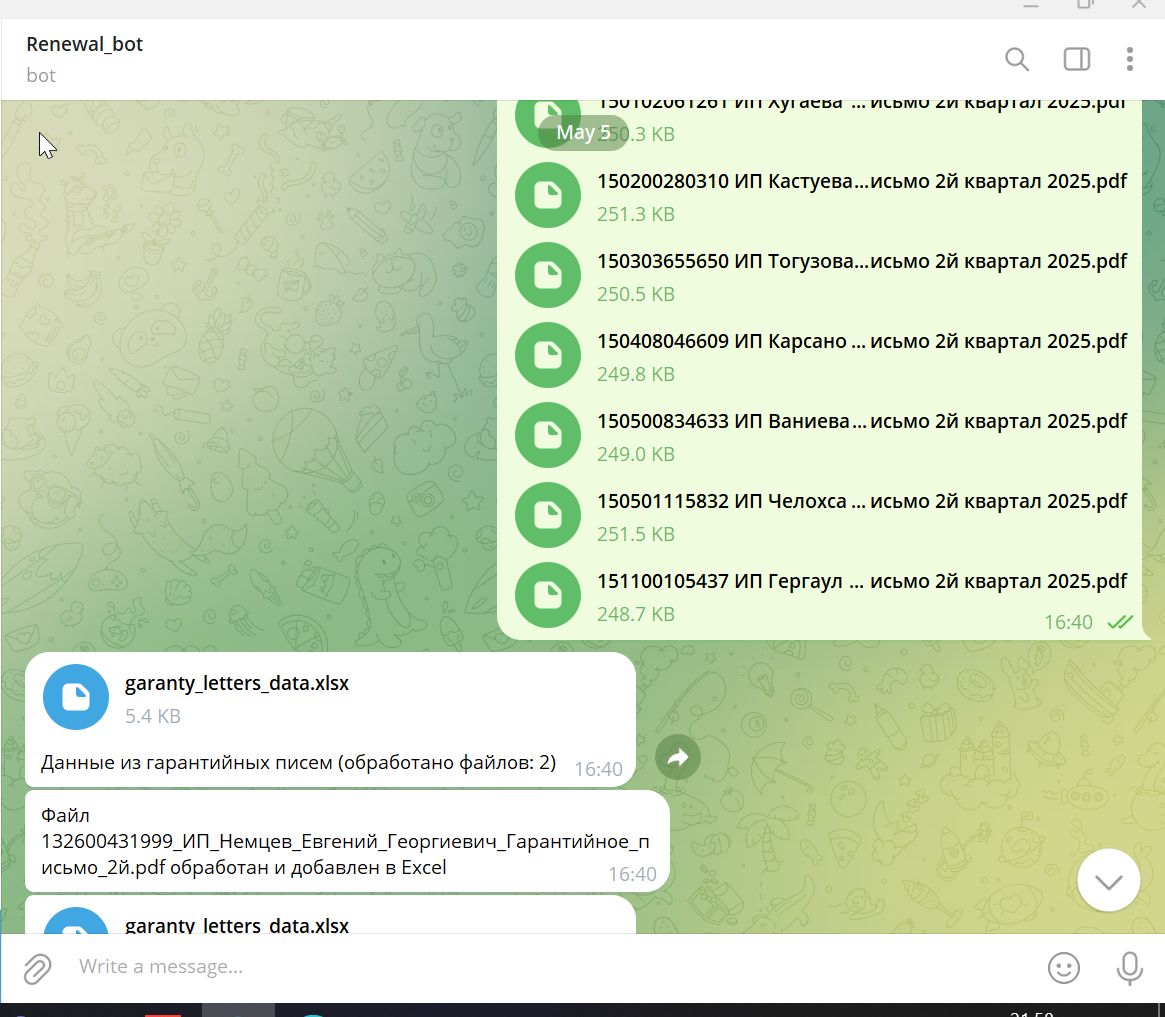 Renewal_bot
bot
150102061261 ИП Хугаева ... исьмо 2й квартал 2025.pdf
May 5
250.3 KB
150200280310 ИП Кастуева...исьмо 2й квартал 2025.pdf
251.3 KB
150303655650 ИП Тогузова...исьмо 2й квартал 2025.pdf
250.5 KB
150408046609 ИП Карсано ... исьмо 2й квартал 2025.pdf
249.8 KB
150500834633 ИП Ваниева... исьмо 2й квартал 2025.pdf
249.0 KB
150501115832 ИП Челохса ... исьмо 2й квартал 2025.pdf
251.5 KB
151100105437 ИП Гергаул ... исьмо 2й квартал 2025.pdf
248.7 KB
16:40
garanty_letters_data.xlsx
5.4 KB
Данные из гарантийных писем (обработано файлов: 2)
16:40
Файл
132600431999_ИП_Немцев_Евгений_Георгиевич_Гарантийное_п
исьмо_2й.pdf обработан и добавлен в Excel
16:40
garanty_letters_data.xlsx
Write a message...